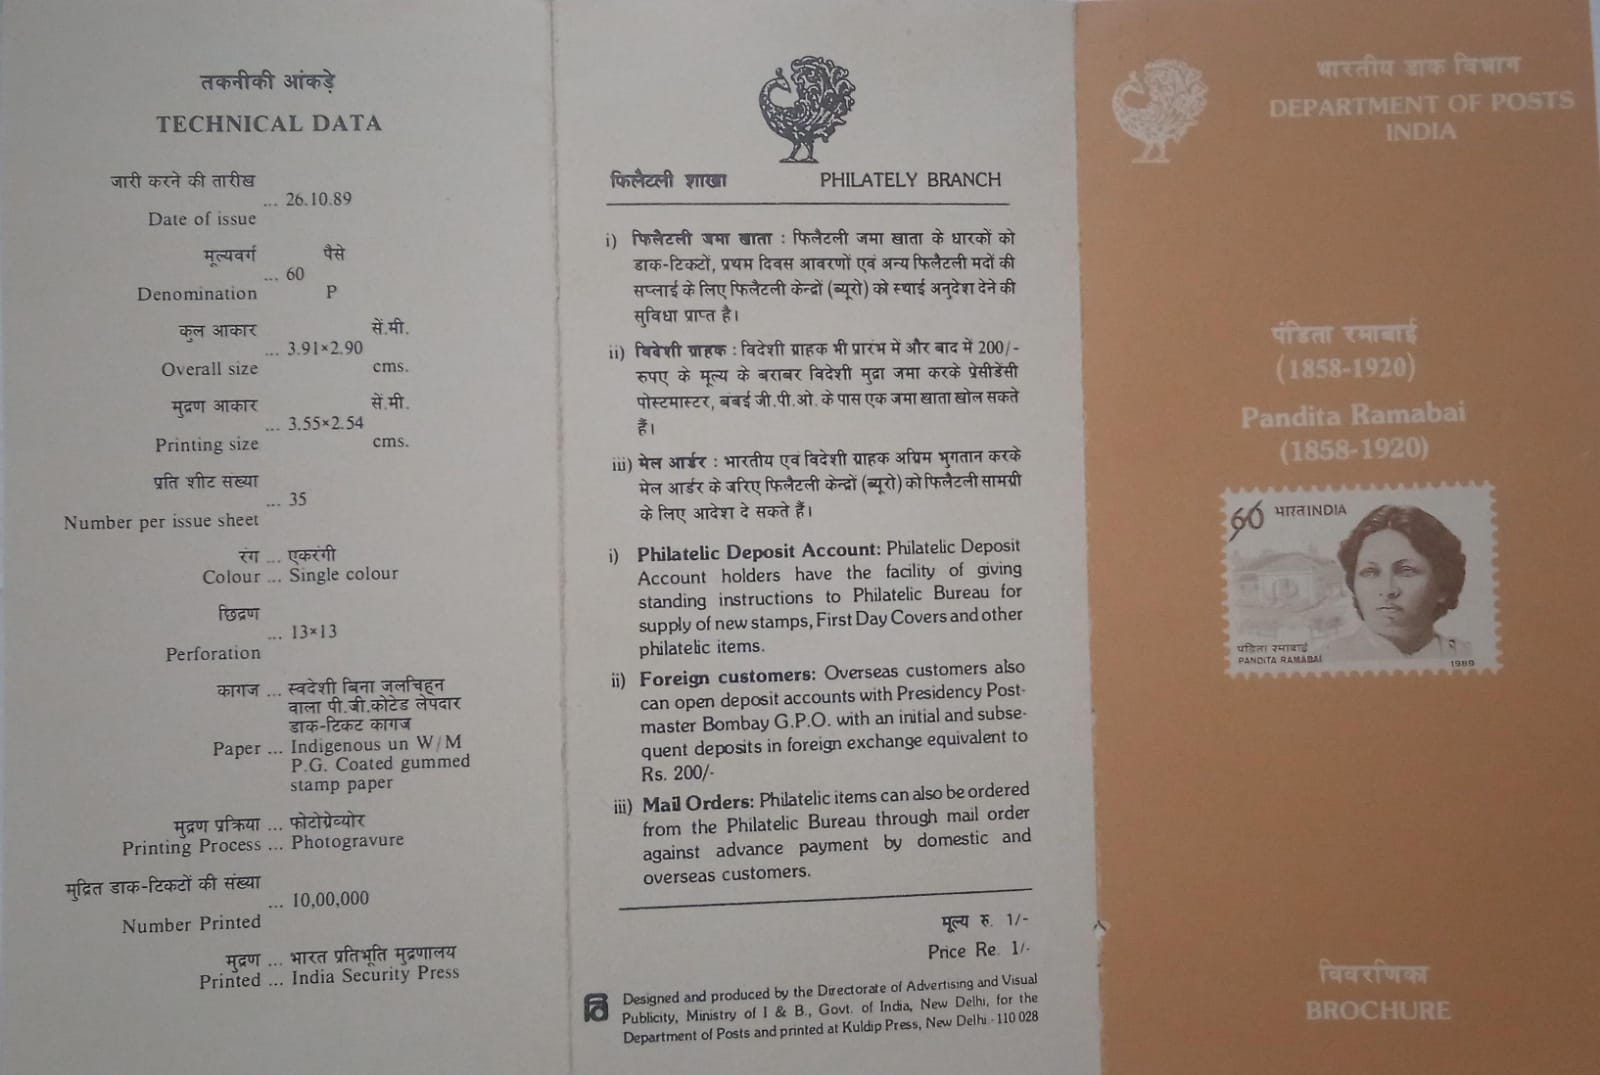 तकनीकी आंकड़े
TECHNICAL DATA
जारी करने की तारीख
... 26.10.89
Date of issue
मूल्यवर्ग पैसे
... 60
Denomination P
कुल आकार सें.मी.
... 3.91×2.90
Overall size cms.
मुद्रण आकार सें.मी.
... 3.55×2.54
Printing size cms.
प्रति शीट संख्या
... 35
Number per issue sheet
रंग ... एकरंगी
Colour ... Single colour
छिद्रण
... 13×13
Perforation
कागज ... स्वदेशी बिना जलचिह्न
वाला पी.जी.कोटेड लेपदार
डाक-टिकट कागज
Paper ... Indigenous un W/M
P.G. Coated gummed
stamp paper
मुद्रण प्रक्रिया ... फोटोग्रेव्योर
Printing Process ... Photogravure
मुद्रित डाक-टिकटों की संख्या
... 10,00,000
Number Printed
मुद्रण ... भारत प्रतिभूति मुद्रणालय
Printed ... India Security Press
फिलैटली शाखा PHILATELY BRANCH
i) फिलैटली जमा खाता : फिलैटली जमा खाता के धारकों को
डाक-टिकटों, प्रथम दिवस आवरणों एवं अन्य फिलैटली मदों की
सप्लाई के लिए फिलैटली केन्द्रों (ब्यूरो) को स्थाई अनुदेश देने की
सुविधा प्राप्त है।
ii) विदेशी ग्राहक : विदेशी ग्राहक भी प्रारंभ में और बाद में 200/-
रुपए के मूल्य के बराबर विदेशी मुद्रा जमा करके प्रेसीडेंसी
पोस्टमास्टर, बंबई जी.पी.ओ. के पास एक जमा खाता खोल सकते
हैं।
iii) मेल आर्डर : भारतीय एवं विदेशी ग्राहक अग्रिम भुगतान करके
मेल आर्डर के जरिए फिलैटली केन्द्रों (ब्यूरो) को फिलैटली सामग्री
के लिए आदेश दे सकते हैं।
i) Philatelic Deposit Account: Philatelic Deposit
Account holders have the facility of giving
standing instructions to Philatelic Bureau for
supply of new stamps, First Day Covers and other
philatelic items.
ii) Foreign customers: Overseas customers also
can open deposit accounts with Presidency Post-
master Bombay G.P.O. with an initial and subse-
quent deposits in foreign exchange equivalent to
Rs. 200/-
iii) Mail Orders: Philatelic items can also be ordered
from the Philatelic Bureau through mail order
against advance payment by domestic and
overseas customers.
मूल्य रु. 1/-
Price Re. 1/-
Designed and produced by the Directorate of Advertising and Visual
Publicity, Ministry of I & B., Govt. of India, New Delhi, for the
Department of Posts and printed at Kuldip Press, New Delhi - 110 028
भारतीय डाक विभाग
DEPARTMENT OF POSTS
INDIA
पंडिता रमाबाई
(1858-1920)
Pandita Ramabai
(1858-1920)
60 भारत INDIA
पंडिता रमाबाई
PANDITA RAMABAI 1989
विवरणिका
BROCHURE